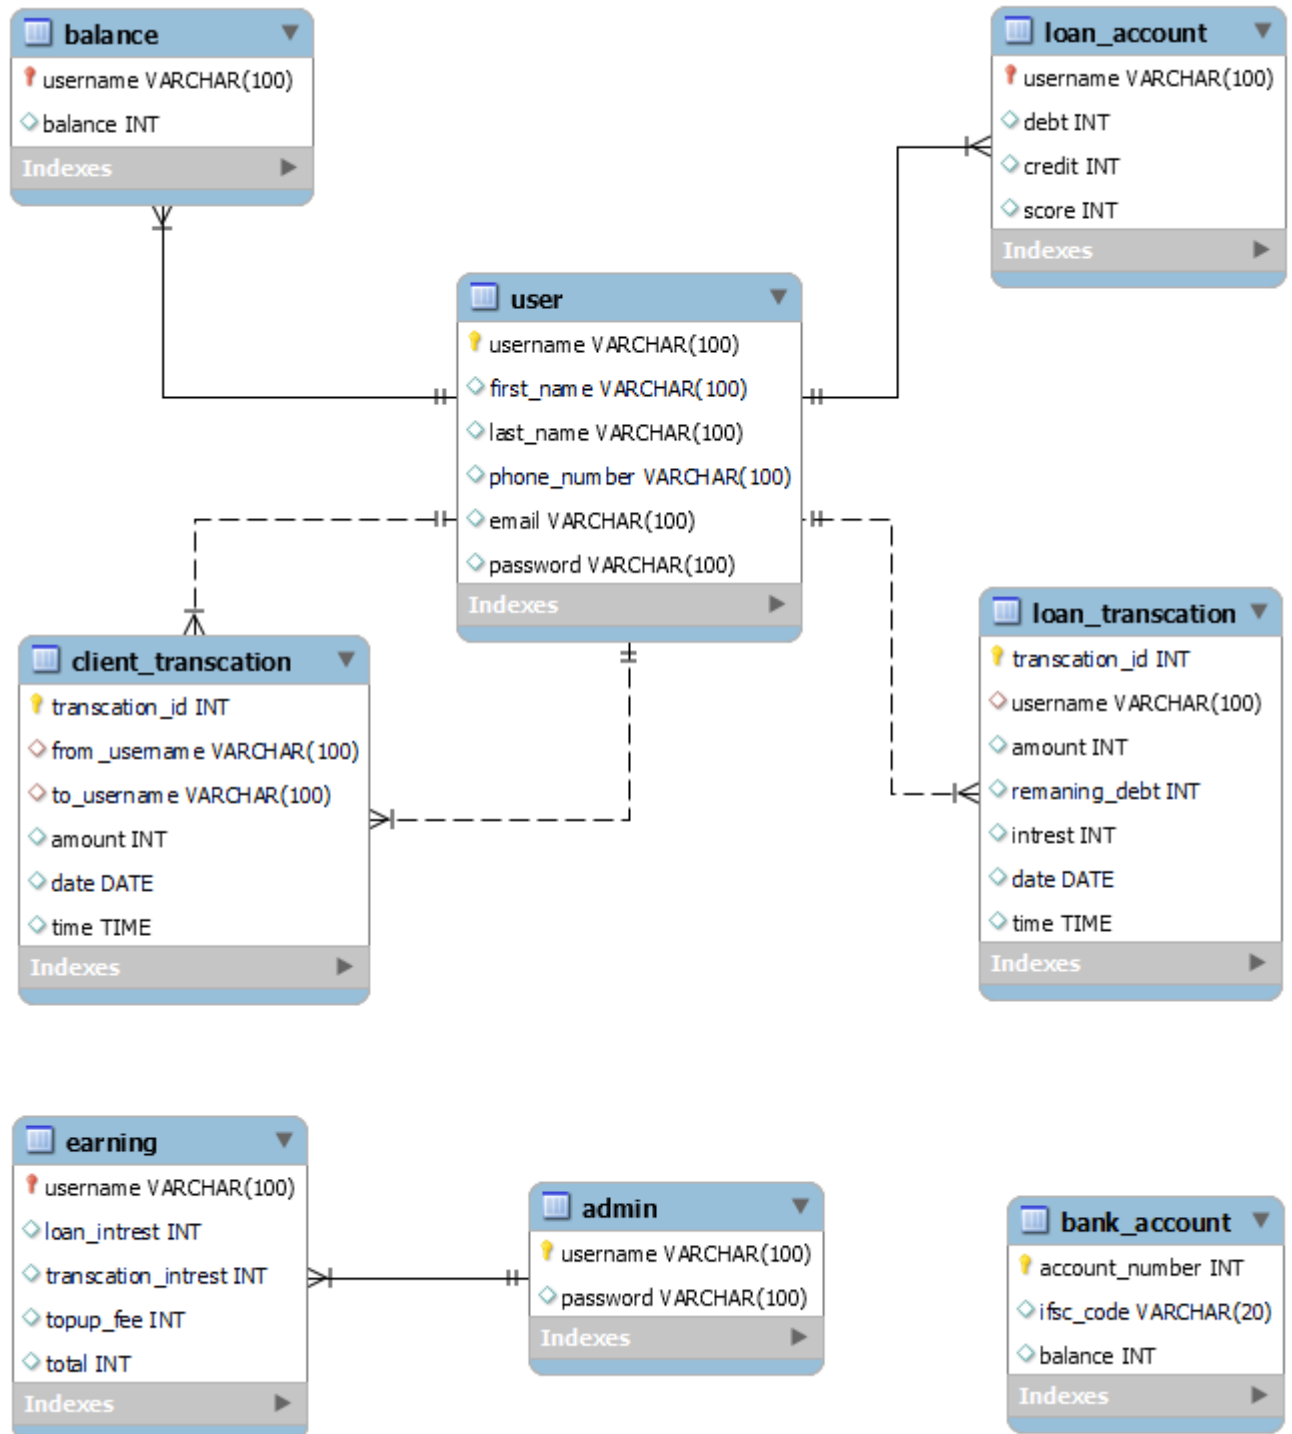 balance
username VARCHAR(100)
balance INT
Indexes
loan_account
username VARCHAR(100)
debt INT
credit INT
score INT
Indexes
user
username VARCHAR(100)
first_name VARCHAR(100)
last_name VARCHAR(100)
phone_number VARCHAR(100)
email VARCHAR(100)
password VARCHAR(100)
Indexes
client_transcation
transcation_id INT
from_username VARCHAR(100)
to_username VARCHAR(100)
amount INT
date DATE
time TIME
Indexes
loan_transcation
transcation_id INT
username VARCHAR(100)
amount INT
remaning_debt INT
intrest INT
date DATE
time TIME
Indexes
earning
username VARCHAR(100)
loan_intrest INT
transcation_intrest INT
topup_fee INT
total INT
Indexes
admin
username VARCHAR(100)
password VARCHAR(100)
Indexes
bank_account
account_number INT
ifsc_code VARCHAR(20)
balance INT
Indexes